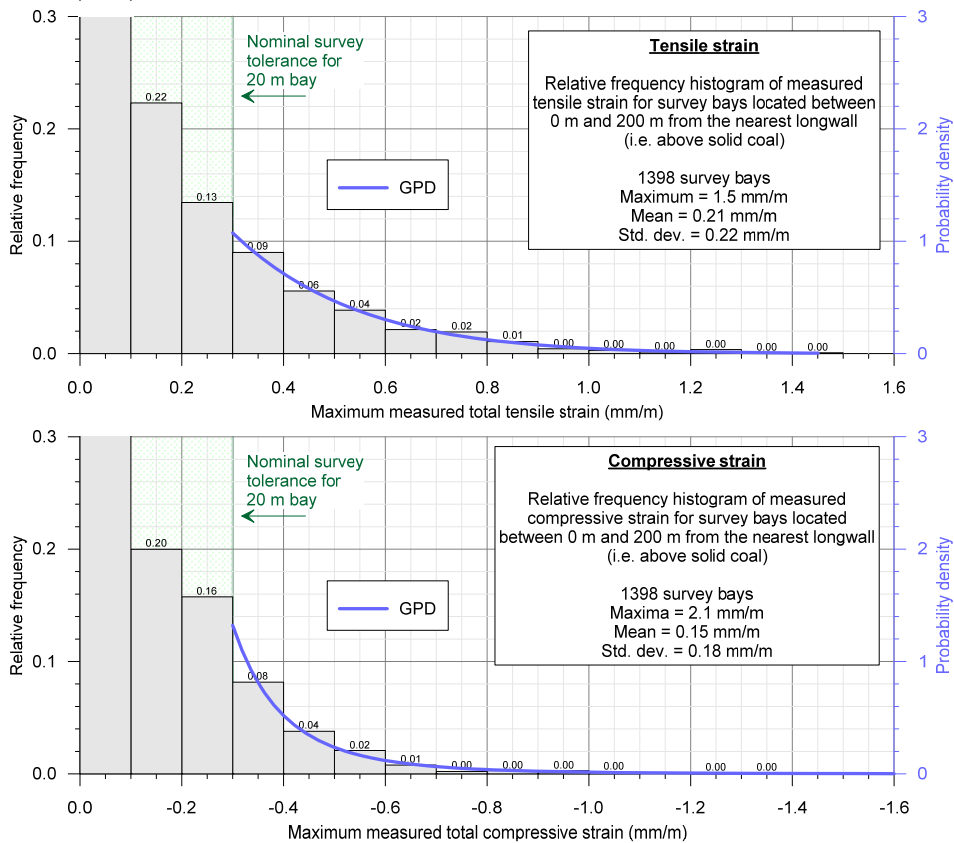 0.3
3
Nominal survey
tolerance for
20 m bay
Tensile strain
Relative frequency histogram of measured
tensile strain for survey bays located between
0 m and 200 m from the nearest longwall
(i.e. above solid coal)
1398 survey bays
Maximum = 1.5 mm/m
Mean = 0.21 mm/m
Std. dev. = 0.22 mm/m
GPD
Relative frequency
Probability density
0.2
2
0.1
1
0.0
0
0.22
0.13
0.09
0.06
0.04
0.02
0.02
0.01
0.00
0.00
0.00
0.00
0.00
0.00
0.0
0.2
0.4
0.6
0.8
1.0
1.2
1.4
1.6
Maximum measured total tensile strain (mm/m)
0.3
3
Nominal survey
tolerance for
20 m bay
Compressive strain
Relative frequency histogram of measured
compressive strain for survey bays located
between 0 m and 200 m from the nearest longwall
(i.e. above solid coal)
1398 survey bays
Maxima = 2.1 mm/m
Mean = 0.15 mm/m
Std. dev. = 0.18 mm/m
GPD
Relative frequency
Probability density
0.2
2
0.1
1
0.0
0
0.20
0.16
0.08
0.04
0.02
0.01
0.00
0.00
0.00
0.00
0.00
0.00
0.0
-0.2
-0.4
-0.6
-0.8
-1.0
-1.2
-1.4
-1.6
Maximum measured total compressive strain (mm/m)